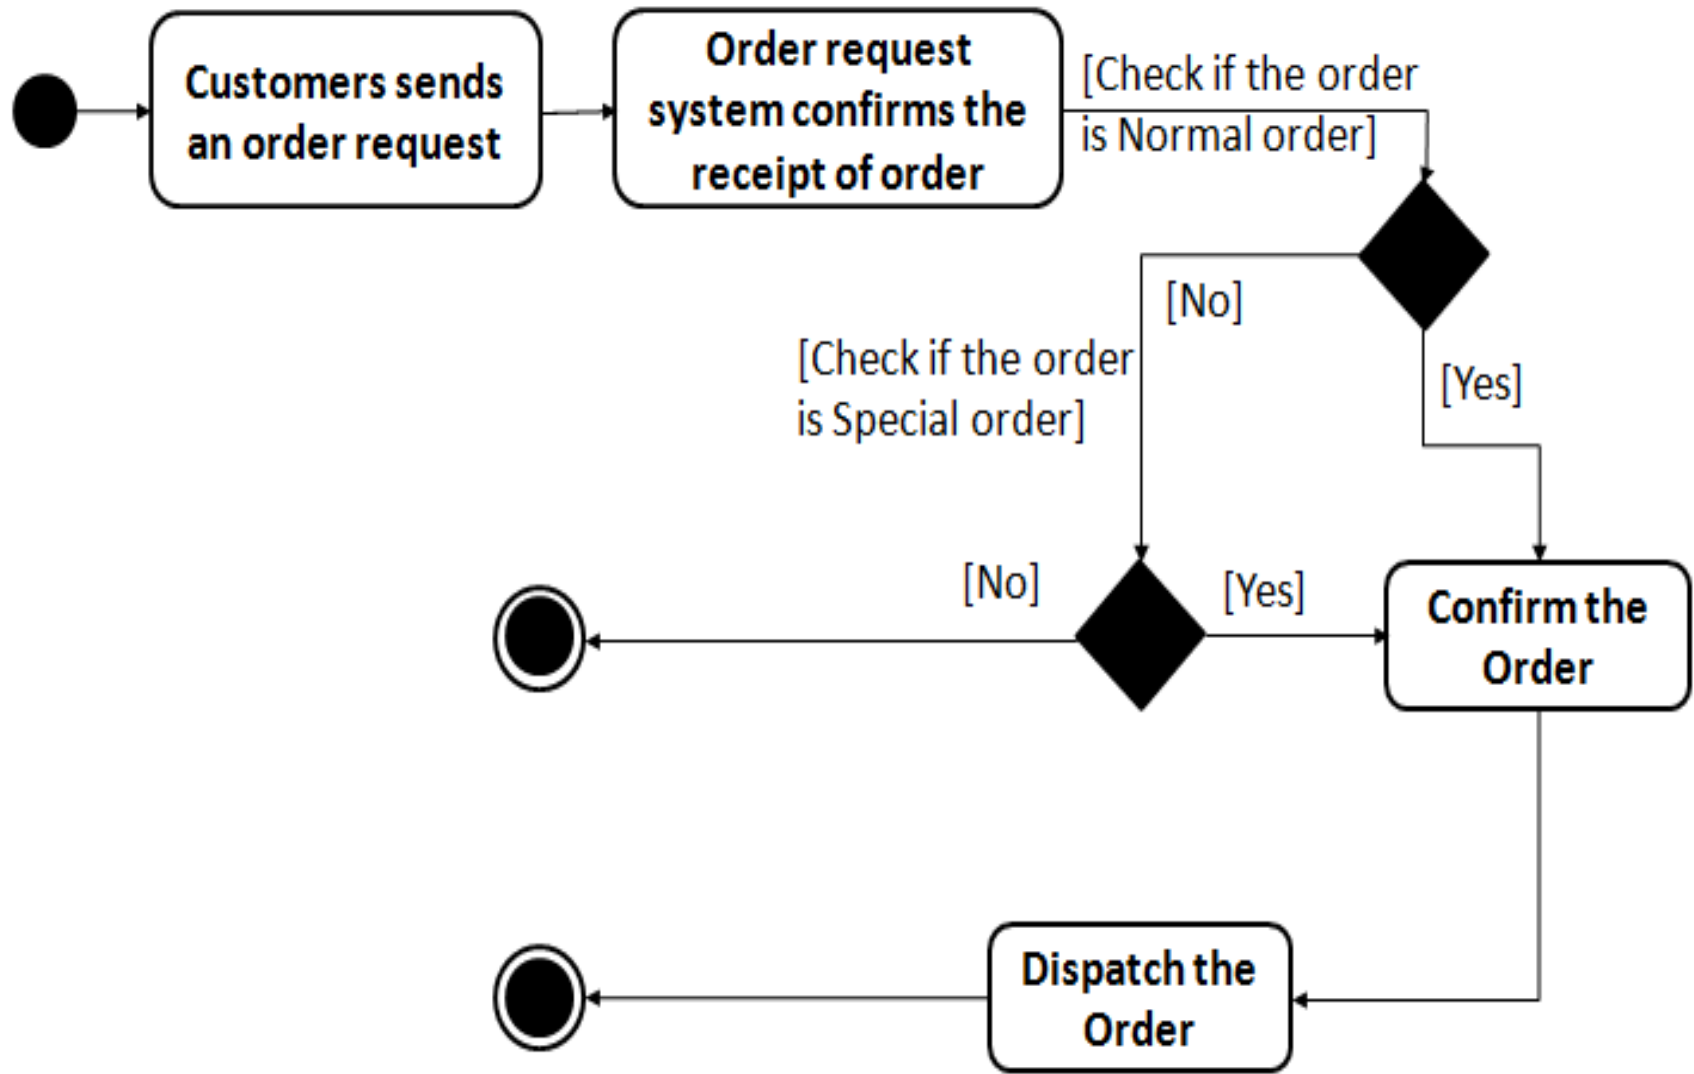 Customers sends
an order request
Order request
system confirms the
receipt of order
[Check if the order
is Normal order]
[No]
[Yes]
[Check if the order
is Special order]
[No]
[Yes]
Confirm the
Order
Dispatch the
Order